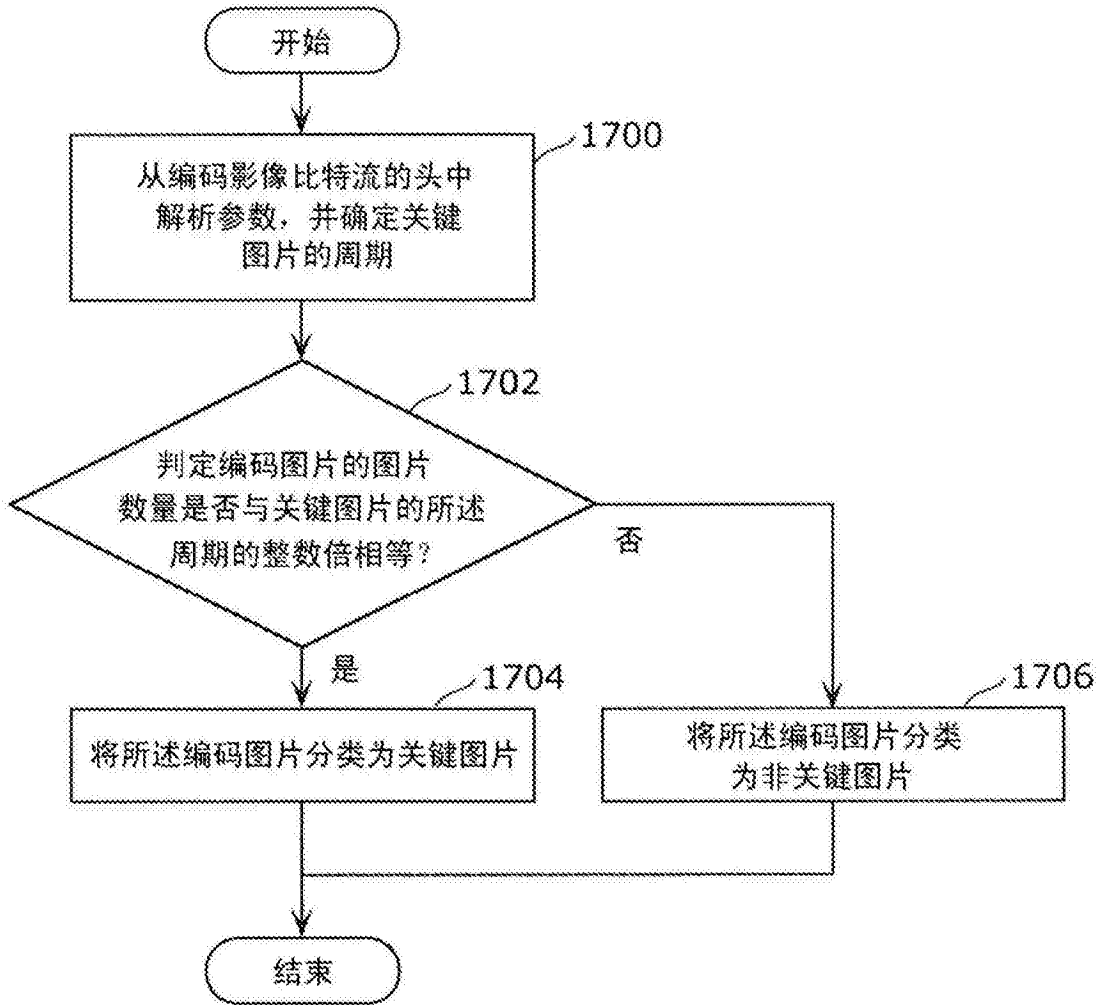 开始
1700
从编码影像比特流的头中
解析参数，并确定关键
图片的周期
1702
判定编码图片的图片
数量是否与关键图片的所述
周期的整数倍相等？
否
是
1704
将所述编码图片分类为关键图片
1706
将所述编码图片分类
为非关键图片
结束